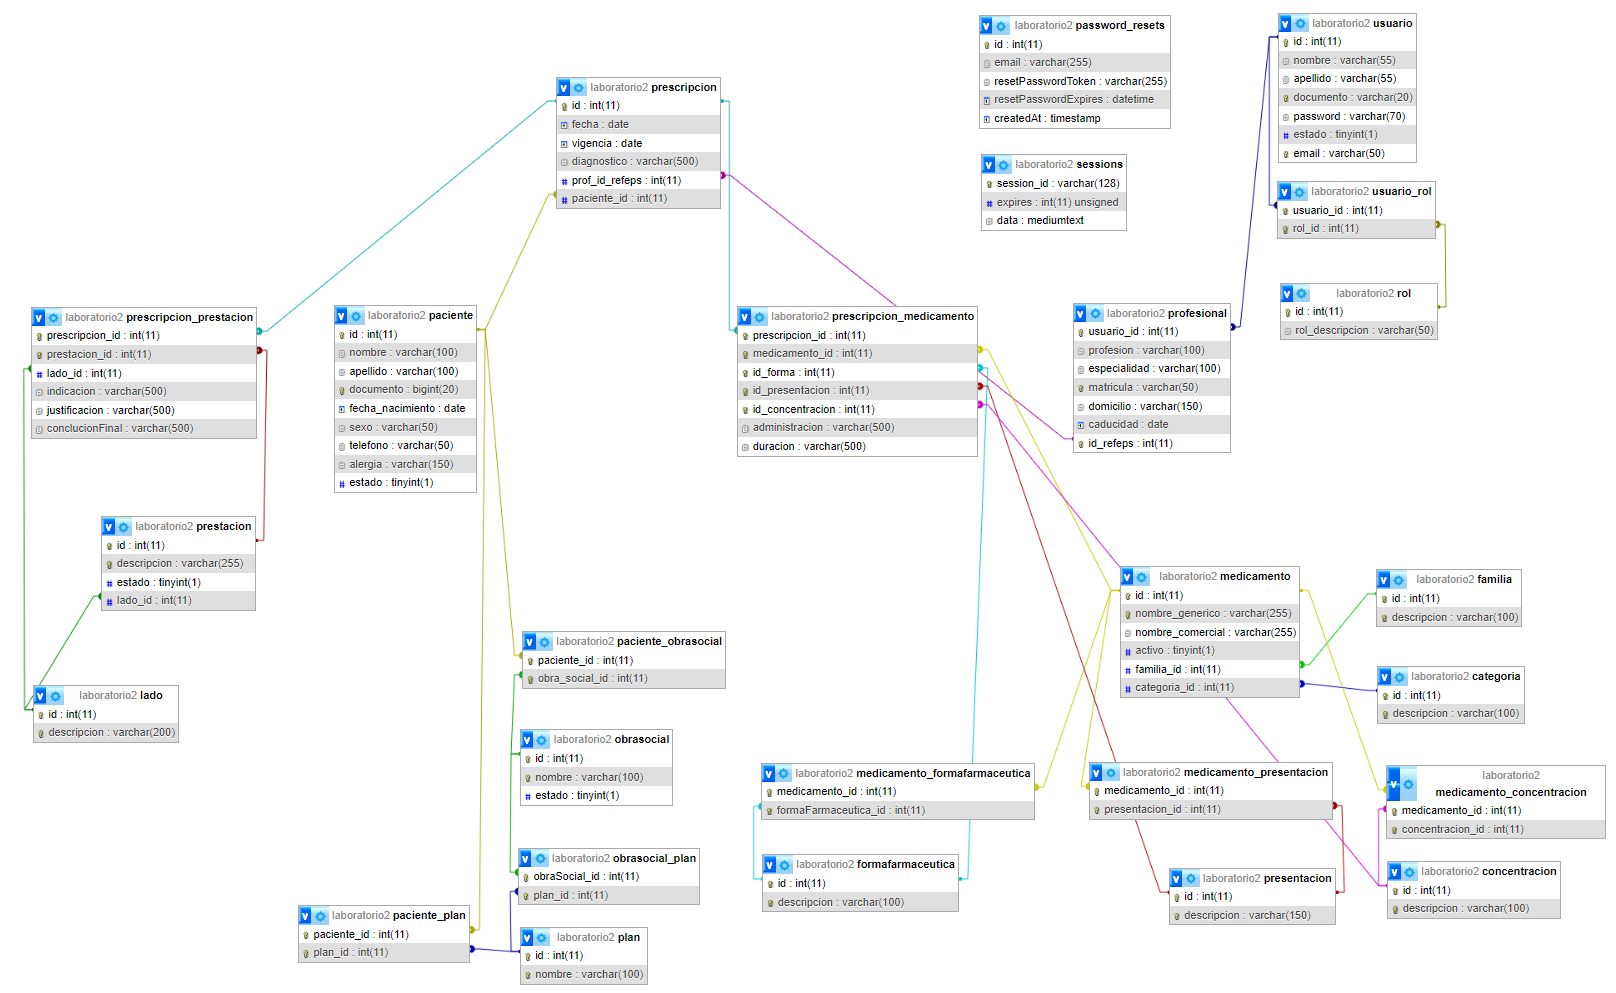 laboratorio2 password_resets
id : int(11)
email : varchar(255)
resetPasswordToken : varchar(255)
resetPasswordExpires : datetime
createdAt : timestamp
laboratorio2 usuario
id : int(11)
nombre : varchar(55)
apellido : varchar(55)
documento : varchar(20)
password : varchar(70)
estado : tinyint(1)
email : varchar(50)
laboratorio2 prescripcion
id : int(11)
fecha : date
vigencia : date
diagnostico : varchar(500)
prof_id_refeps : int(11)
paciente_id : int(11)
laboratorio2 sessions
session_id : varchar(128)
expires : int(11) unsigned
data : mediumtext
laboratorio2 usuario_rol
usuario_id : int(11)
rol_id : int(11)
laboratorio2 rol
id : int(11)
rol_descripcion : varchar(50)
laboratorio2 prescripcion_prestacion
prescripcion_id : int(11)
prestacion_id : int(11)
lado_id : int(11)
indicacion : varchar(500)
justificacion : varchar(500)
conclucionFinal : varchar(500)
laboratorio2 paciente
id : int(11)
nombre : varchar(100)
apellido : varchar(100)
documento : bigint(20)
fecha_nacimiento : date
sexo : varchar(50)
telefono : varchar(50)
alergia : varchar(150)
estado : tinyint(1)
laboratorio2 prescripcion_medicamento
prescripcion_id : int(11)
medicamento_id : int(11)
id_forma : int(11)
id_presentacion : int(11)
id_concentracion : int(11)
administracion : varchar(500)
duracion : varchar(500)
laboratorio2 profesional
usuario_id : int(11)
profesion : varchar(100)
especialidad : varchar(100)
matricula : varchar(50)
domicilio : varchar(150)
caducidad : date
id_refeps : int(11)
laboratorio2 prestacion
id : int(11)
descripcion : varchar(255)
estado : tinyint(1)
lado_id : int(11)
laboratorio2 medicamento
id : int(11)
nombre_generico : varchar(255)
nombre_comercial : varchar(255)
activo : tinyint(1)
familia_id : int(11)
categoria_id : int(11)
laboratorio2 familia
id : int(11)
descripcion : varchar(100)
laboratorio2 paciente_obrasocial
paciente_id : int(11)
obra_social_id : int(11)
laboratorio2 categoria
id : int(11)
descripcion : varchar(100)
laboratorio2 lado
id : int(11)
descripcion : varchar(200)
laboratorio2 obrasocial
id : int(11)
nombre : varchar(100)
estado : tinyint(1)
laboratorio2 medicamento_formafarmaceutica
medicamento_id : int(11)
formaFarmaceutica_id : int(11)
laboratorio2 medicamento_presentacion
medicamento_id : int(11)
presentacion_id : int(11)
laboratorio2
medicamento_concentracion
medicamento_id : int(11)
concentracion_id : int(11)
laboratorio2 obrasocial_plan
obraSocial_id : int(11)
plan_id : int(11)
laboratorio2 formafarmaceutica
id : int(11)
descripcion : varchar(100)
laboratorio2 presentacion
id : int(11)
descripcion : varchar(150)
laboratorio2 concentracion
id : int(11)
descripcion : varchar(100)
laboratorio2 paciente_plan
paciente_id : int(11)
plan_id : int(11)
laboratorio2 plan
id : int(11)
nombre : varchar(100)